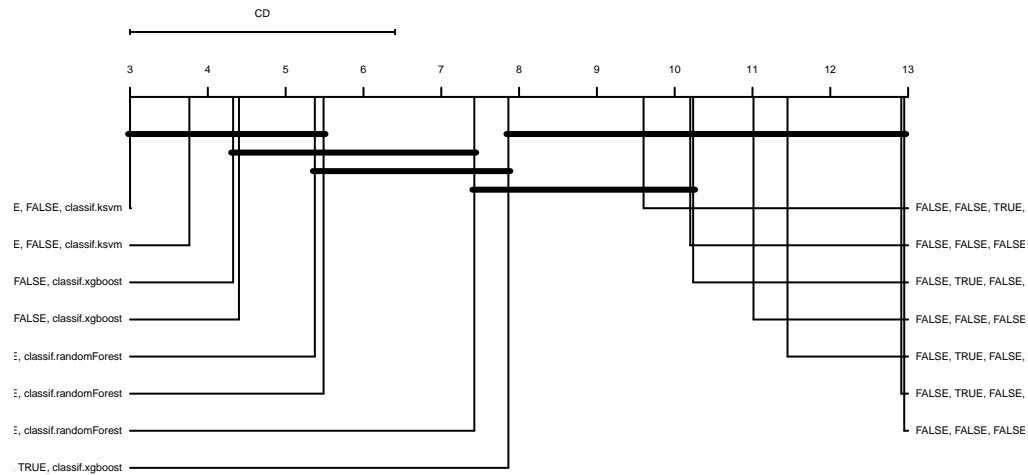 CD
3 4 5 6 7 8 9 10 11 12 13
E, FALSE, classif.ksvm
E, FALSE, classif.ksvm
FALSE, classif.xgboost
FALSE, classif.xgboost
E, classif.randomForest
E, classif.randomForest
E, classif.randomForest
TRUE, classif.xgboost
FALSE, FALSE, TRUE,
FALSE, FALSE, FALSE
FALSE, TRUE, FALSE,
FALSE, FALSE, FALSE
FALSE, TRUE, FALSE,
FALSE, TRUE, FALSE,
FALSE, FALSE, FALSE